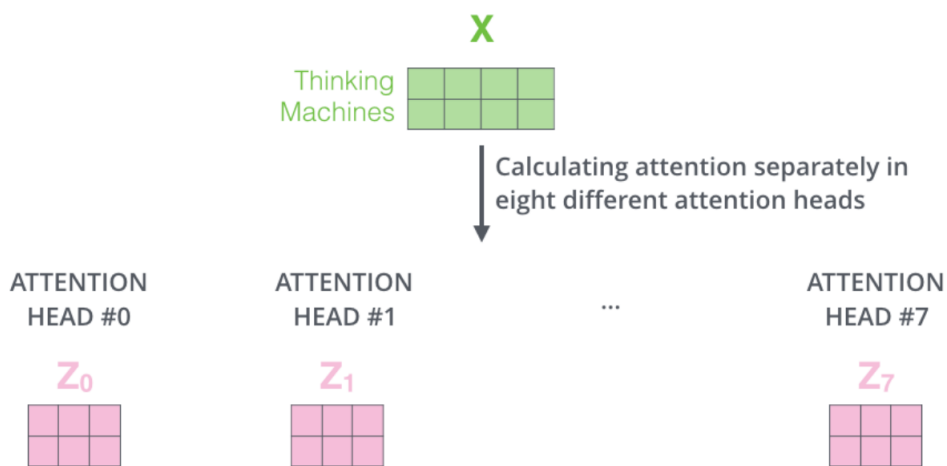 X
Thinking
Machines
Calculating attention separately in
eight different attention heads
ATTENTION
HEAD #0
ATTENTION
HEAD #1
...
ATTENTION
HEAD #7
Z₀
Z₁
Z₇